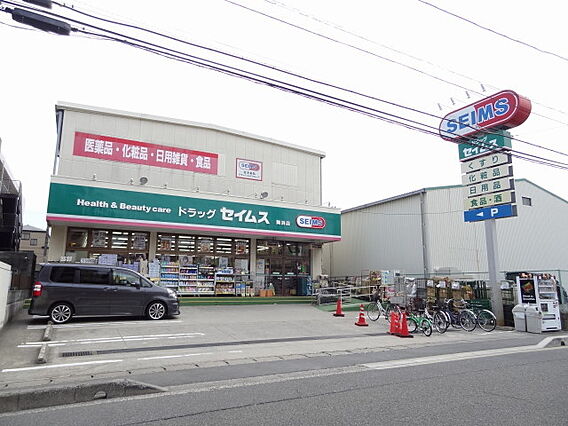 医薬品・化粧品・日用雑貨・食品
SEIMS
Health & Beauty care ドラッグ セイムス
SEIMS
SEIMS
セイムス
くすり
化粧品
日用品
食品・酒
P